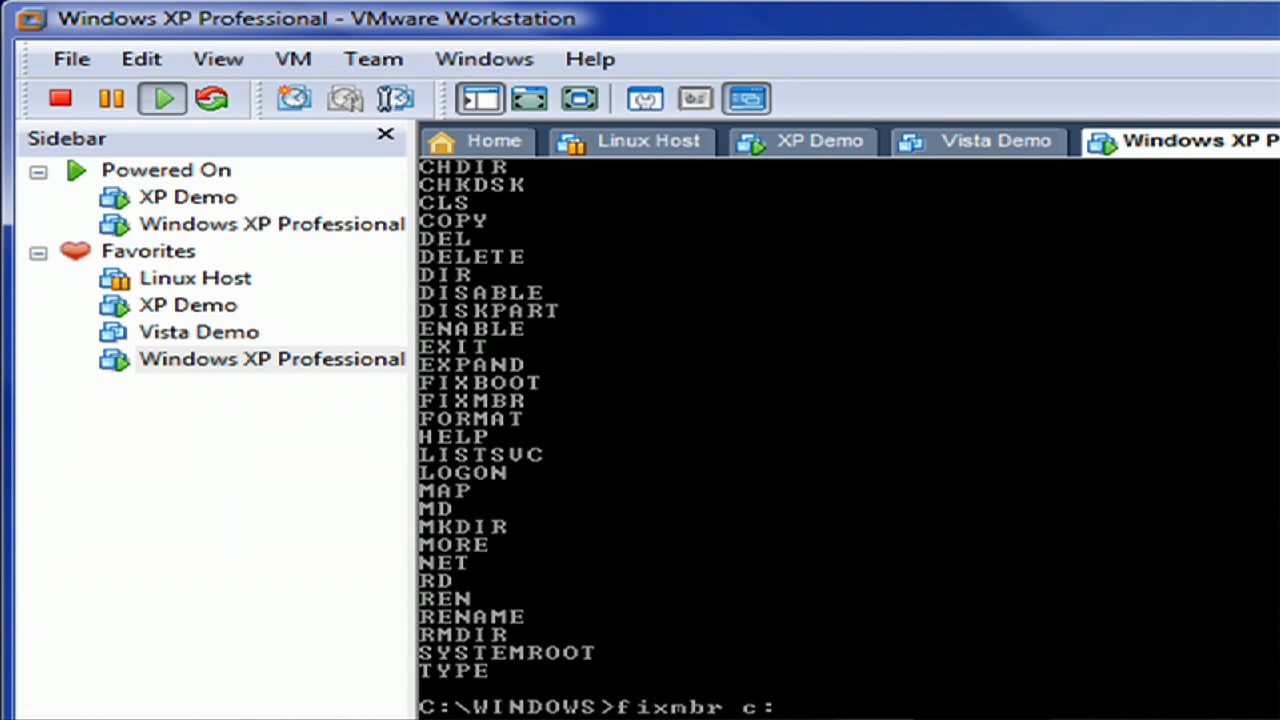 Windows XP Professional - VMware Workstation
File Edit View VM Team Windows Help
Sidebar
Home Linux Host XP Demo Vista Demo Windows XP P
Powered On
XP Demo
Windows XP Professional
Favorites
Linux Host
XP Demo
Vista Demo
Windows XP Professional
CHDIR
CHKDSK
CLS
COPY
DEL
DELETE
DIR
DISABLE
DISKPART
ENABLE
EXIT
EXPAND
FIXBOOT
FIXMBR
FORMAT
HELP
LISTSVC
LOGON
MAP
MD
MKDIR
MORE
NET
RD
REN
RENAME
RMDIR
SYSTEMROOT
TYPE
C:\WINDOWS>fixmbr c: